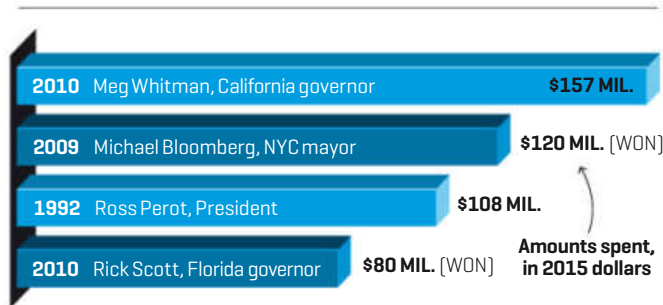 2010 Meg Whitman, California governor $157 MIL.
2009 Michael Bloomberg, NYC mayor $120 MIL. (WON)
1992 Ross Perot, President $108 MIL.
2010 Rick Scott, Florida governor $80 MIL. (WON)
Amounts spent,
in 2015 dollars